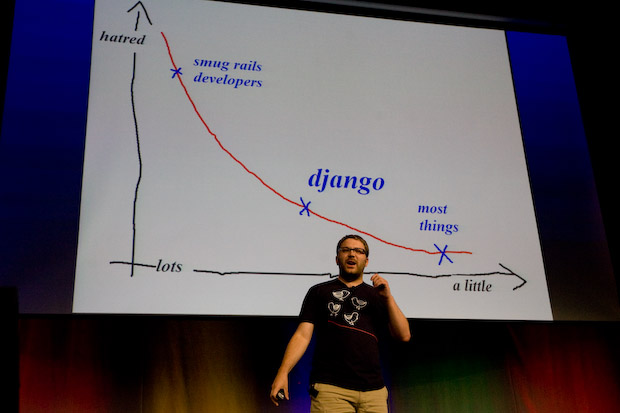 hatred
smug rails
developers
django
most
things
lots
a little